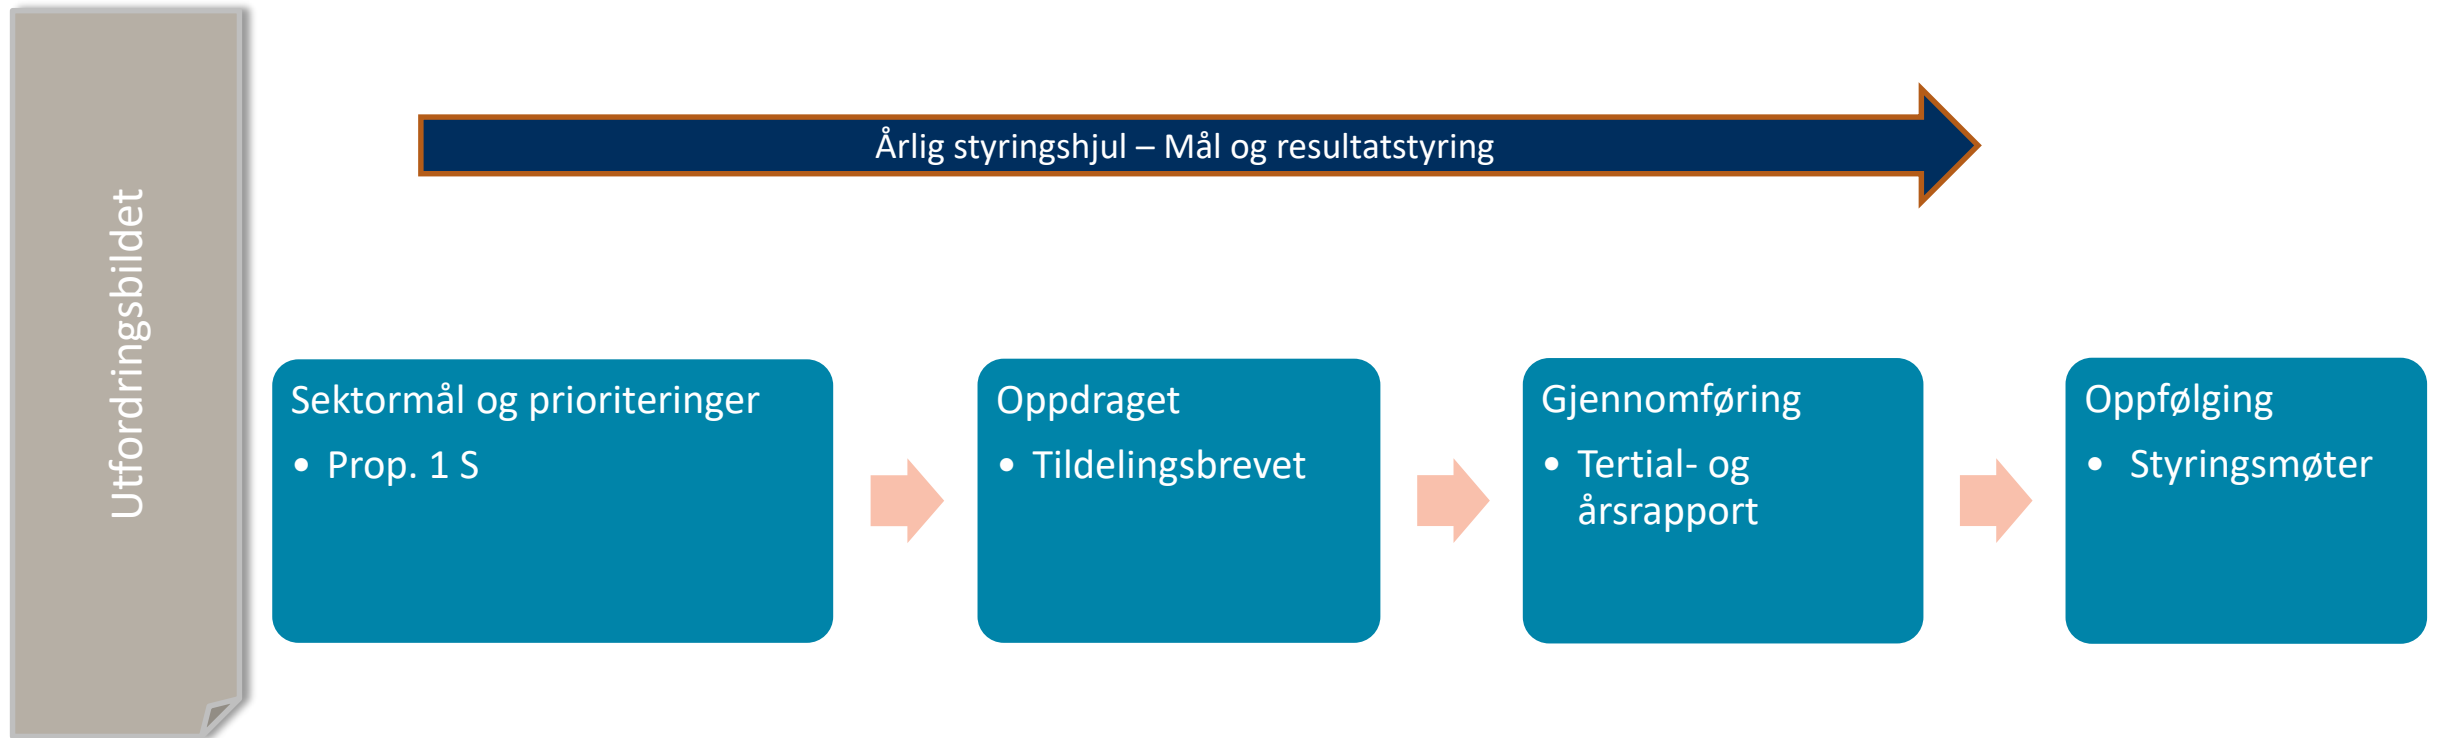 Utfordringsbildet
Årlig styringshjul – Mål og resultatstyring
Sektormål og prioriteringer
• Prop. 1 S
Oppdraget
• Tildelingsbrevet
Gjennomføring
• Tertial- og
årsrapport
Oppfølging
• Styringsmøter